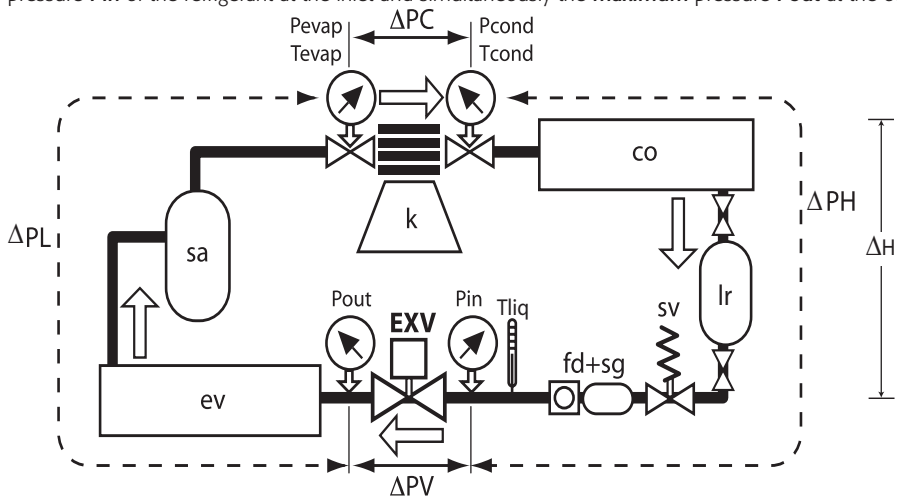 pressure Pin of the refrigerant at the inlet and simultaneously the maximum pressure Pout at the
Pevap ΔPC Pcond
Tevap Tcond
co
k
ΔPL
sa
ΔPH
ΔH
lr
Pout Pin Tliq
EXV
sv
fd+sg
ev
ΔPV